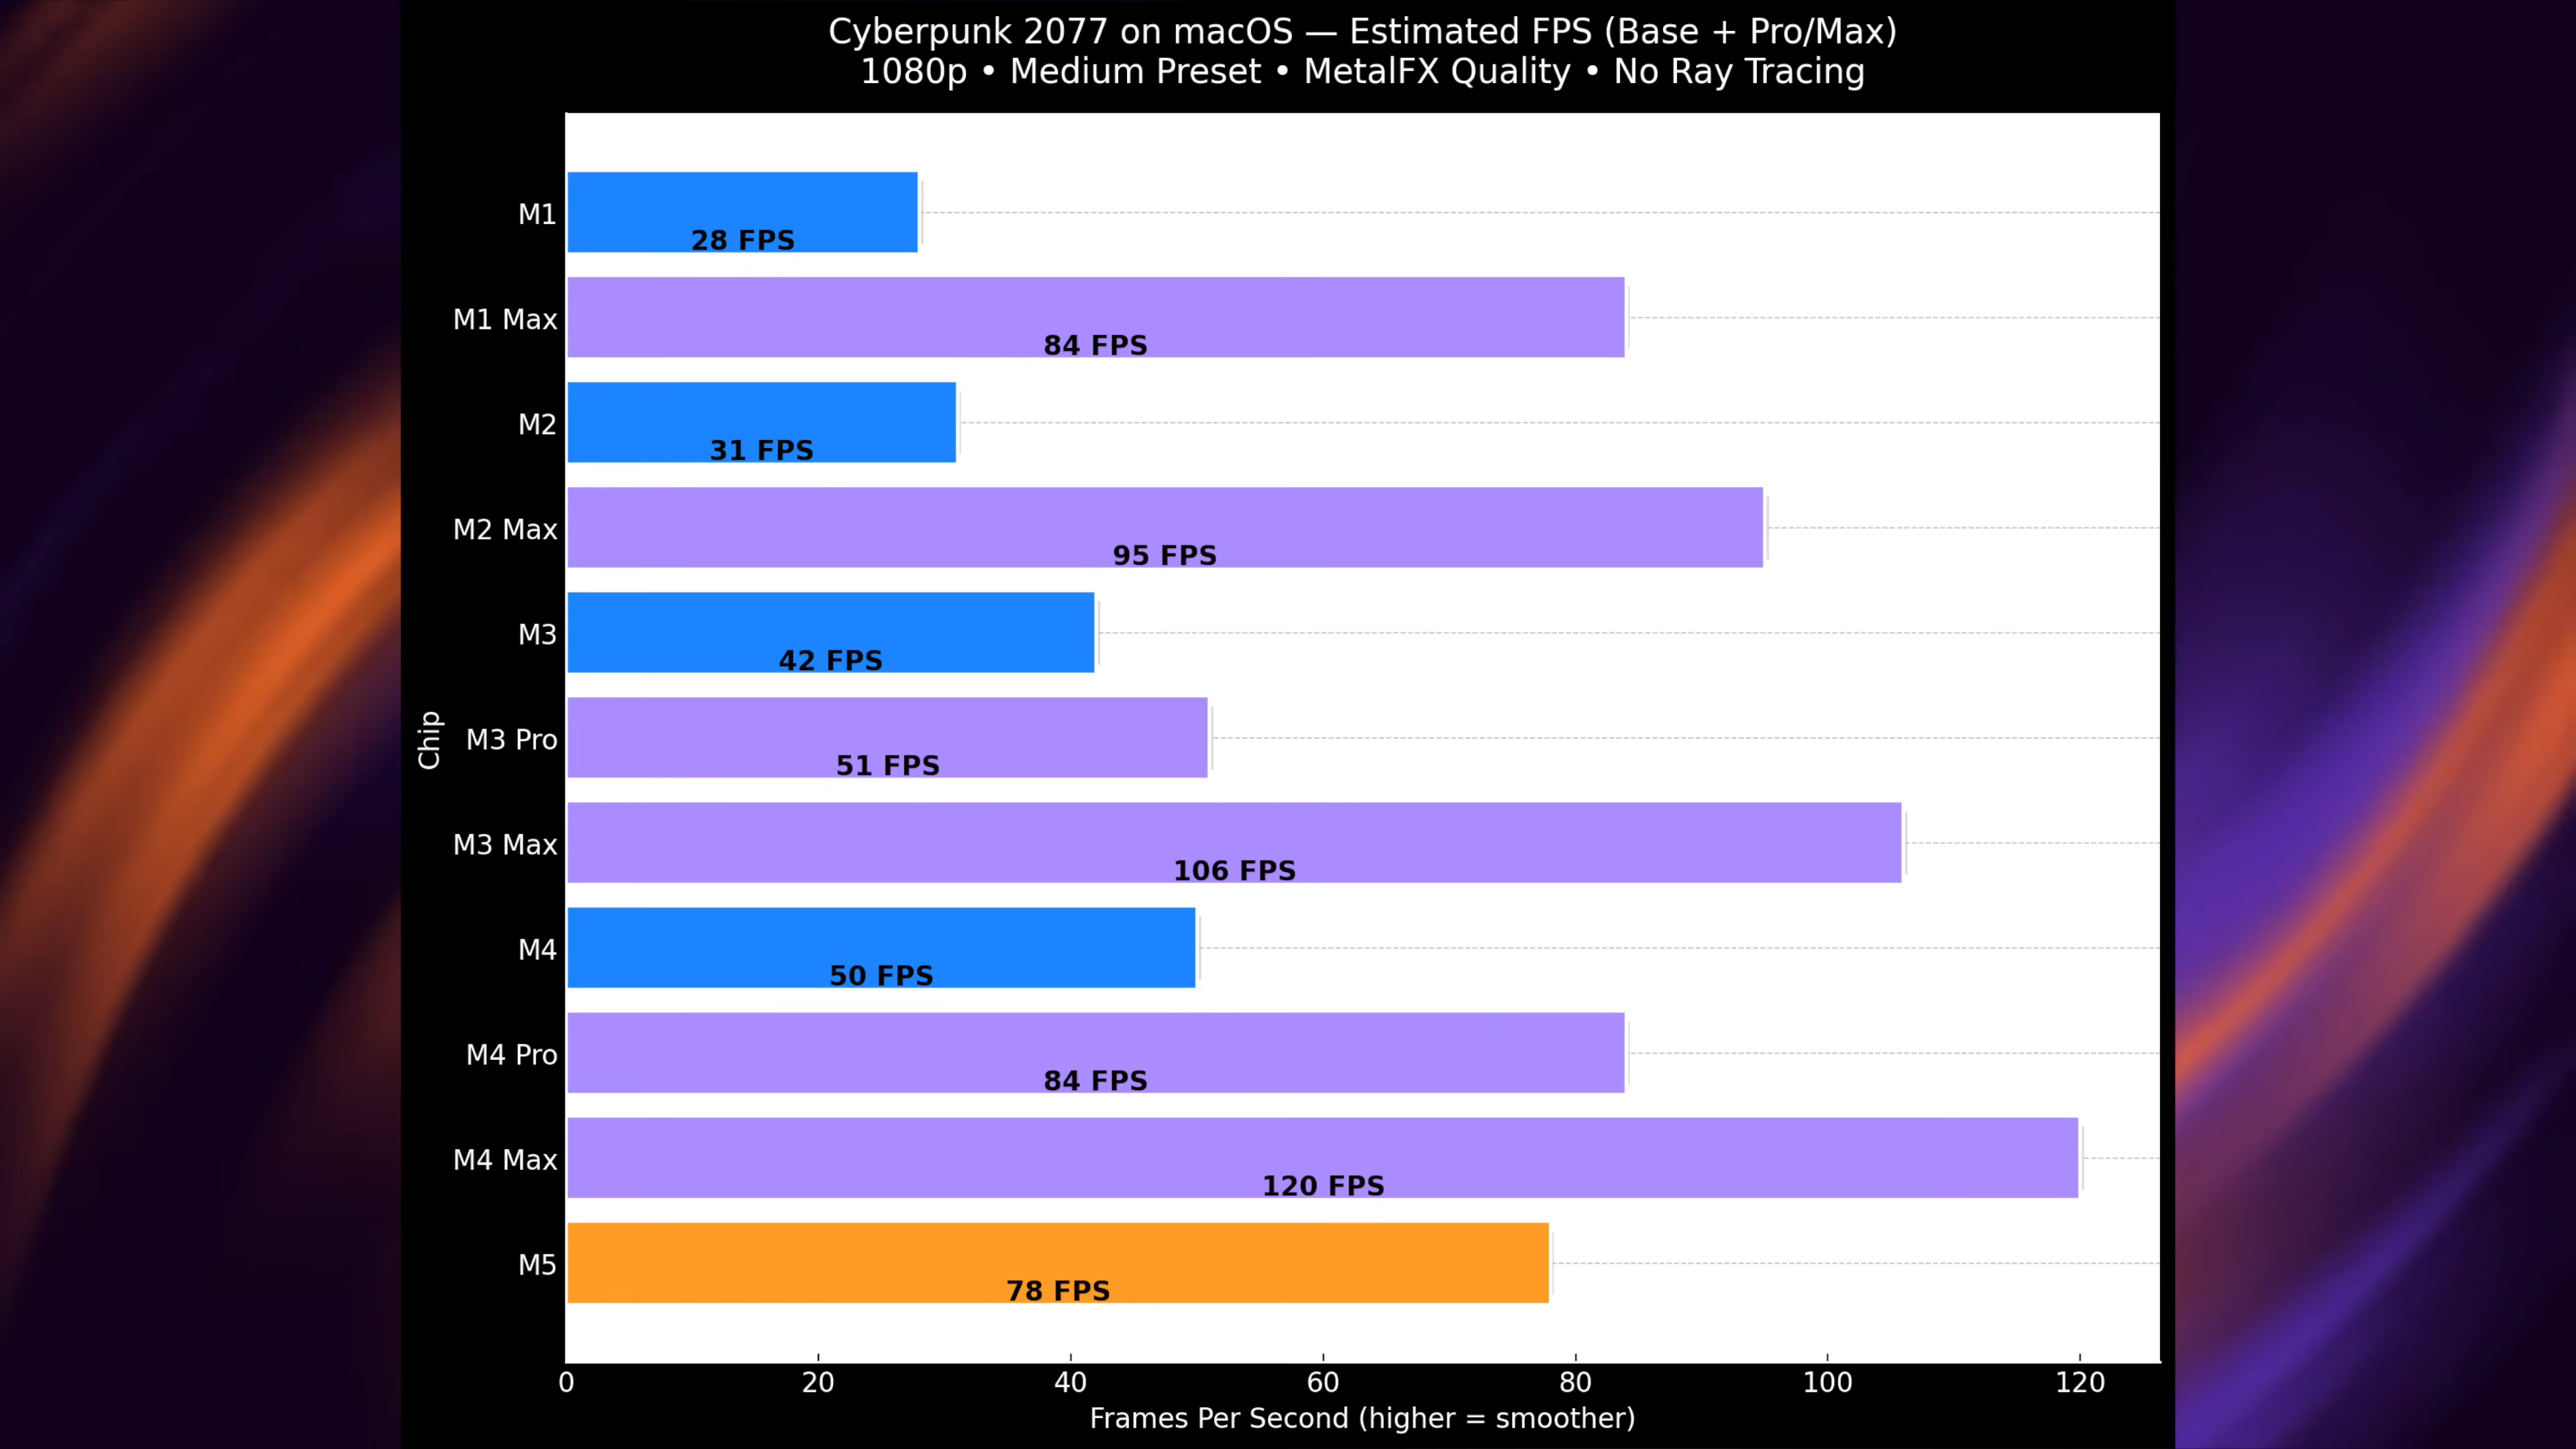 Cyberpunk 2077 on macOS — Estimated FPS (Base + Pro/Max)
1080p • Medium Preset • MetalFX Quality • No Ray Tracing
Chip
M1
28 FPS
M1 Max
84 FPS
M2
31 FPS
M2 Max
95 FPS
M3
42 FPS
M3 Pro
51 FPS
M3 Max
106 FPS
M4
50 FPS
M4 Pro
84 FPS
M4 Max
120 FPS
M5
78 FPS
0 20 40 60 80 100 120
Frames Per Second (higher = smoother)